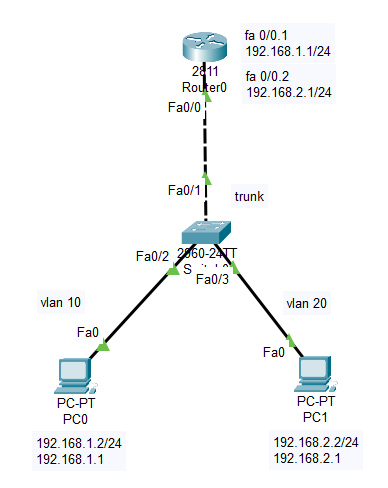 fa 0/0.1
192.168.1.1/24
2811
Router0
fa 0/0.2
192.168.2.1/24
Fa0/0
Fa0/1
trunk
2960-24TT
Fa0/2
Fa0/3
vlan 10
vlan 20
Fa0
Fa0
PC-PT
PC0
PC-PT
PC1
192.168.1.2/24
192.168.1.1
192.168.2.2/24
192.168.2.1